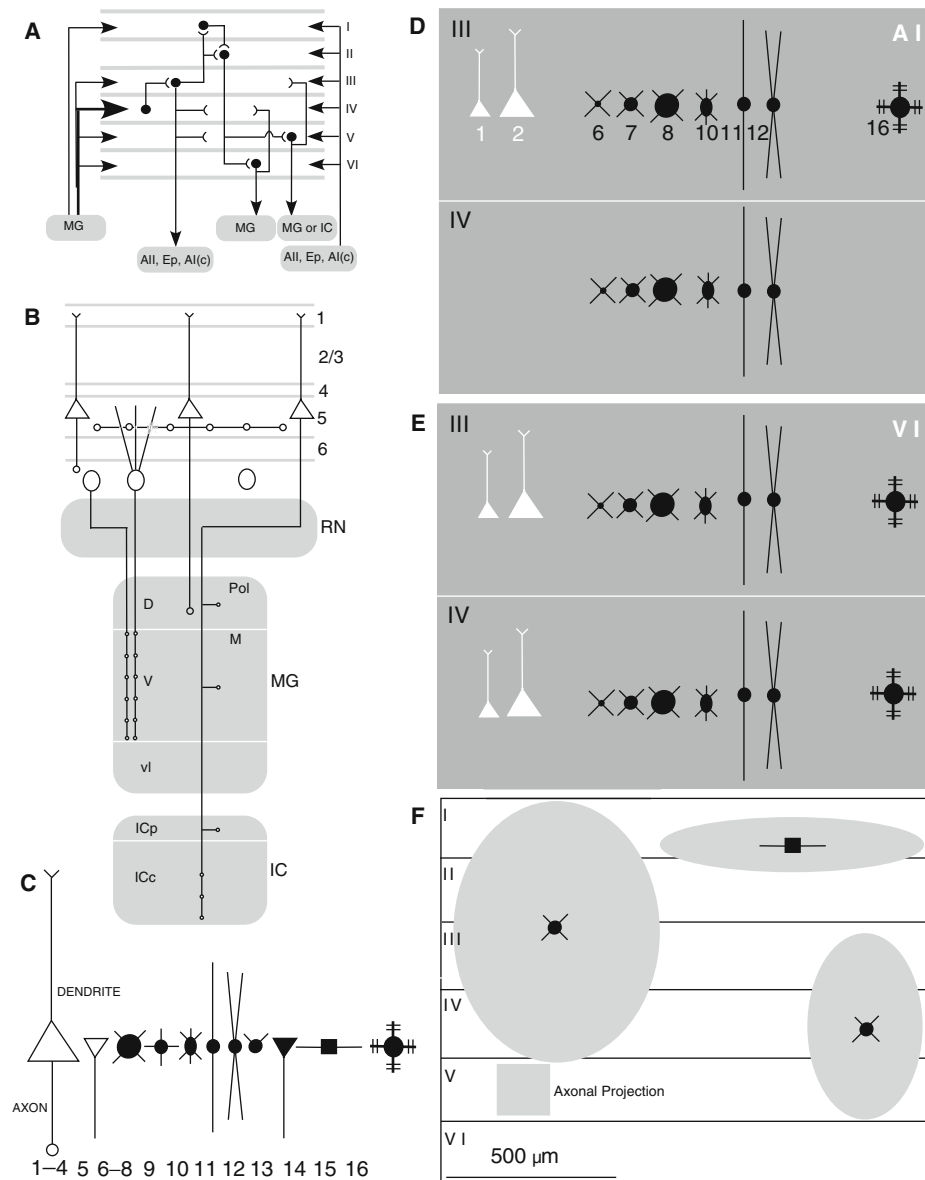 A
I
II
III
IV
V
VI
MG
MG
MG or IC
AII, Ep, AI(c)
AII, Ep, AI(c)
B
1
2/3
4
5
6
RN
D
Pol
M
V
MG
vl
ICp
ICc
IC
C
DENDRITE
AXON
1–4 5 6–8 9 10 11 12 13 14 15 16
D
III
A I
1 2 6 7 8 10 11 12 16
IV
E
III
V I
IV
F
I
II
III
IV
V
Axonal Projection
V I
500 µm